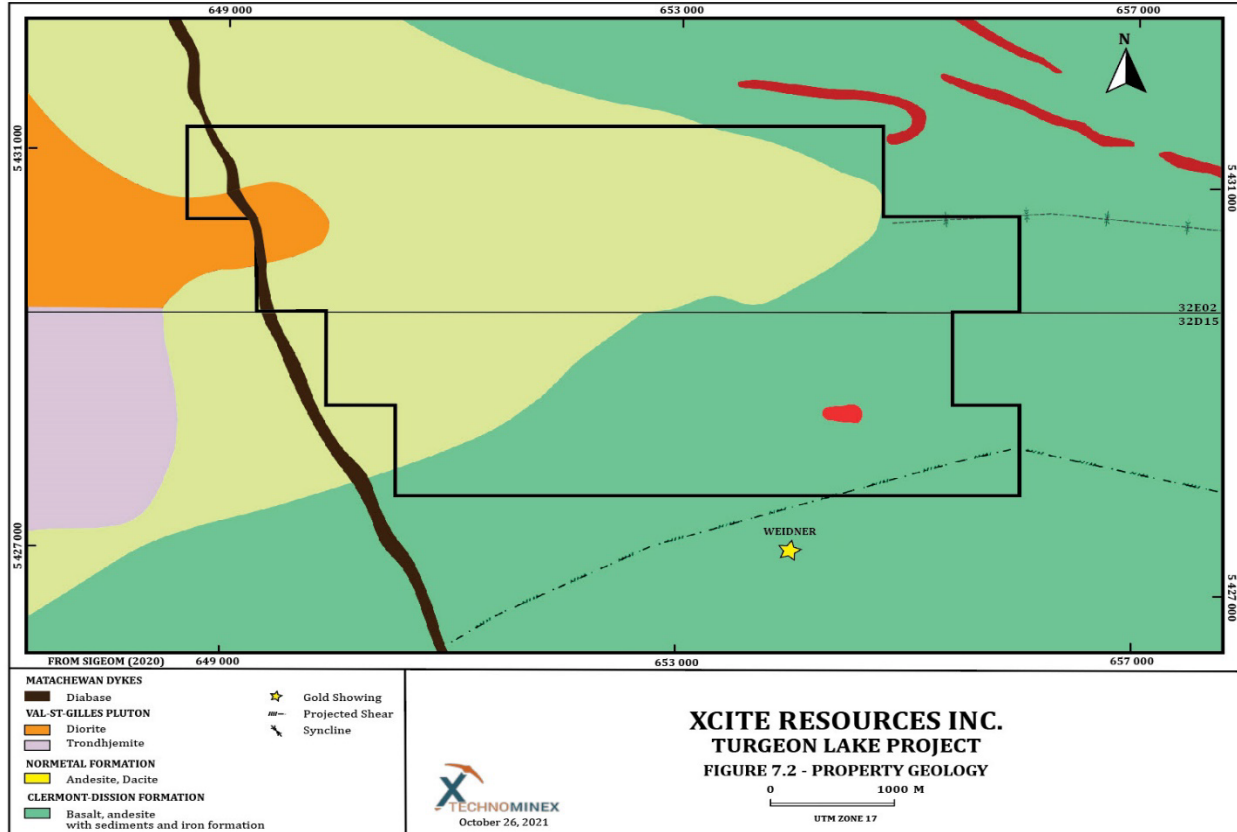 649 000
653 000
657 000
N
5 431 000
5 431 000
32E02
32D15
WEIDNER
5 427 000
5 427 000
FROM SIGEOM (2020)
649 000
653 000
657 000
MATACHEWAN DYKES
Diabase
VAL-ST-GILLES PLUTON
Diorite
Trondhjemite
NORMETAL FORMATION
Andesite, Dacite
CLERMONT-DISSION FORMATION
Basalt, andesite
with sediments and iron formation
Gold Showing
Projected Shear
Syncline
X
TECHNOMINEX
October 26, 2021
XCITE RESOURCES INC.
TURGEON LAKE PROJECT
FIGURE 7.2 - PROPERTY GEOLOGY
0 1000 M
UTM ZONE 17